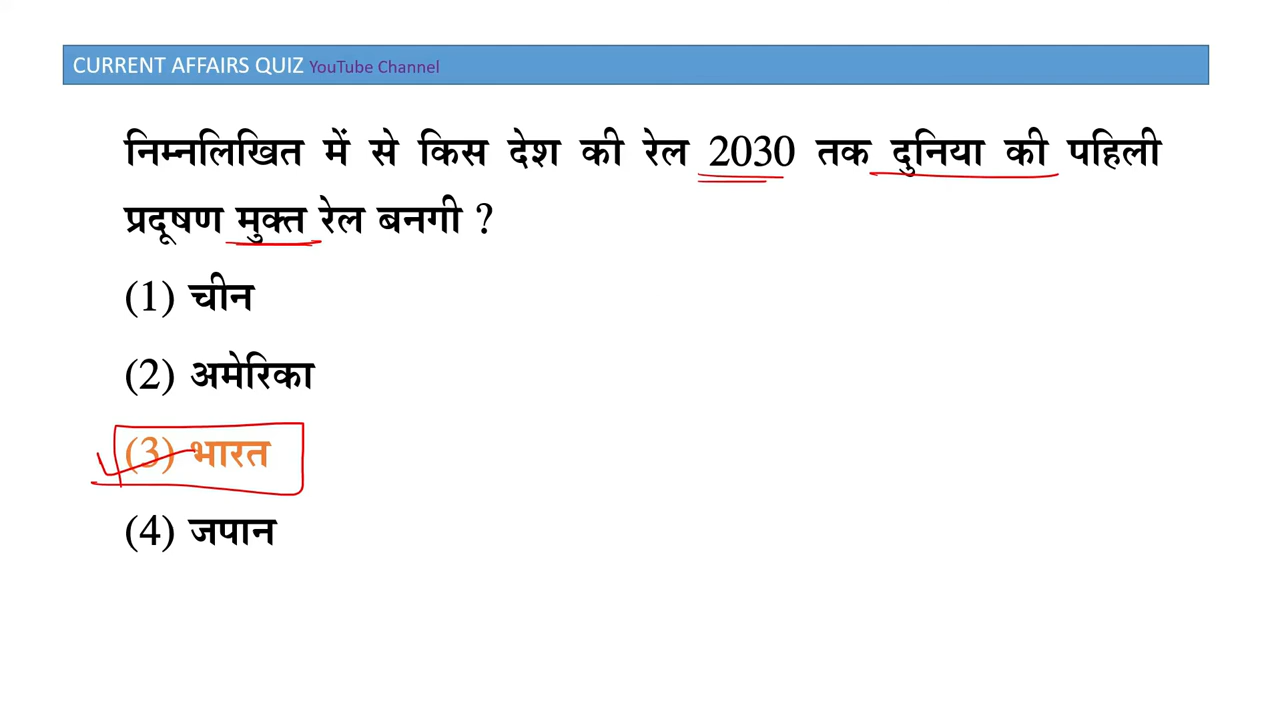 CURRENT AFFAIRS QUIZ YouTube Channel
निम्नलिखित में से किस देश की रेल 2030 तक दुनिया की पहिली
प्रदूषण मुक्त रेल बनगी ?
(1) चीन
(2) अमेरिका
(3) भारत
(4) जपान